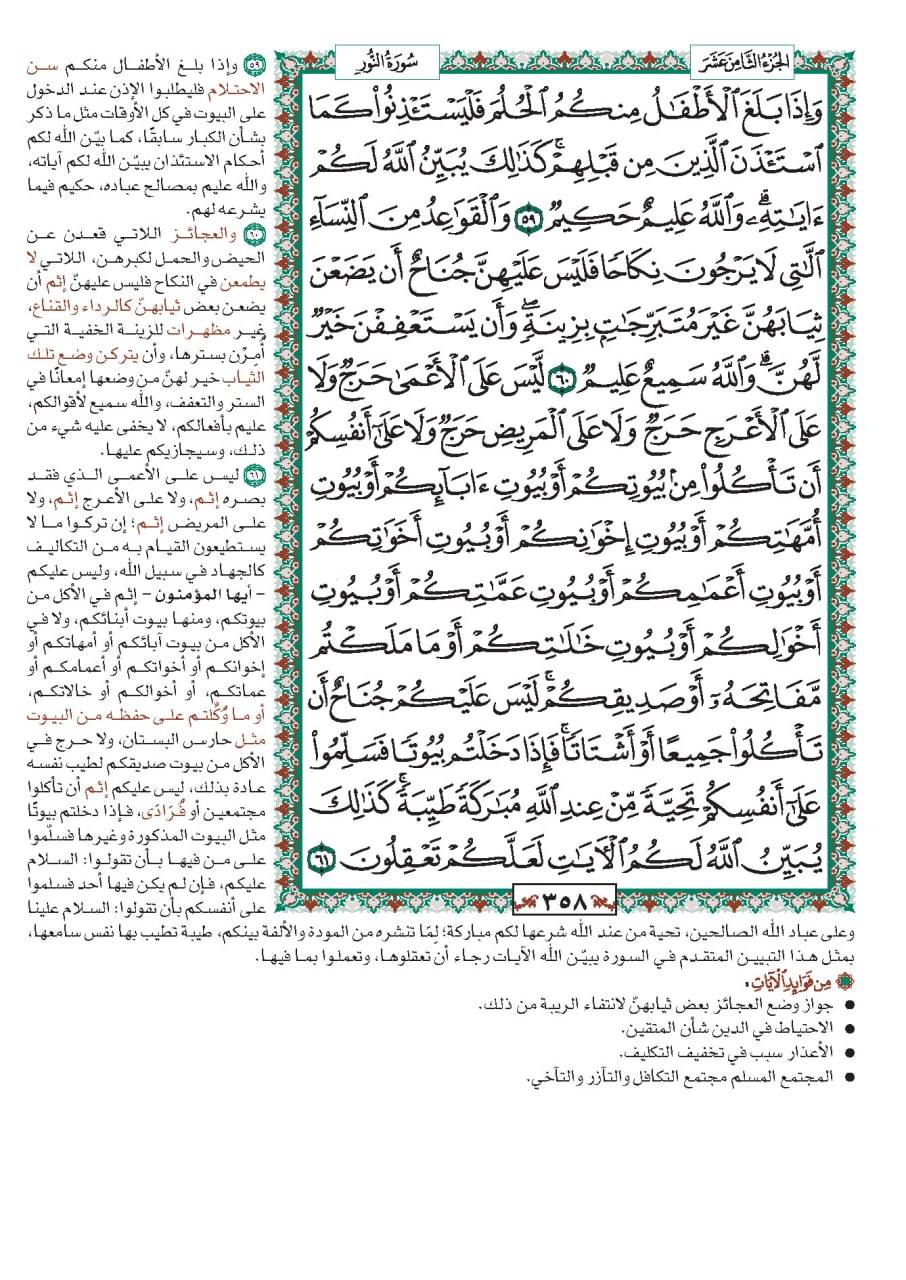 الجزء الثامن عشر
سورة النور
وَإِذَا بَلَغَ ٱلْأَطْفَٰلُ مِنكُمُ ٱلْحُلُمَ فَلْيَسْتَـْٔذِنُوا۟ كَمَا
ٱسْتَـْٔذَنَ ٱلَّذِينَ مِن قَبْلِهِمْ ۚ كَذَٰلِكَ يُبَيِّنُ ٱللَّهُ لَكُمْ
ءَايَٰتِهِۦ ۗ وَٱللَّهُ عَلِيمٌ حَكِيمٌ ٥٩ وَٱلْقَوَٰعِدُ مِنَ ٱلنِّسَآءِ
ٱلَّٰتِى لَا يَرْجُونَ نِكَاحًا فَلَيْسَ عَلَيْهِنَّ جُنَاحٌ أَن يَضَعْنَ
ثِيَابَهُنَّ غَيْرَ مُتَبَرِّجَٰتٍۭ بِزِينَةٍ ۖ وَأَن يَسْتَعْفِفْنَ خَيْرٌ
لَّهُنَّ ۗ وَٱللَّهُ سَمِيعٌ عَلِيمٌ ٦٠ لَّيْسَ عَلَى ٱلْأَعْمَىٰ حَرَجٌ وَلَا
عَلَى ٱلْأَعْرَجِ حَرَجٌ وَلَا عَلَى ٱلْمَرِيضِ حَرَجٌ وَلَا عَلَىٰٓ أَنفُسِكُمْ
أَن تَأْكُلُوا۟ مِنۢ بُيُوتِكُمْ أَوْ بُيُوتِ ءَابَآئِكُمْ أَوْ بُيُوتِ
أُمَّهَٰتِكُمْ أَوْ بُيُوتِ إِخْوَٰنِكُمْ أَوْ بُيُوتِ أَخَوَٰتِكُمْ
أَوْ بُيُوتِ أَعْمَٰمِكُمْ أَوْ بُيُوتِ عَمَّٰتِكُمْ أَوْ بُيُوتِ
أَخْوَٰلِكُمْ أَوْ بُيُوتِ خَٰلَٰتِكُمْ أَوْ مَا مَلَكْتُم
مَّفَاتِحَهُۥٓ أَوْ صَدِيقِكُمْ ۚ لَيْسَ عَلَيْكُمْ جُنَاحٌ أَن
تَأْكُلُوا۟ جَمِيعًا أَوْ أَشْتَاتًا ۚ فَإِذَا دَخَلْتُم بُيُوتًا فَسَلِّمُوا۟
عَلَىٰٓ أَنفُسِكُمْ تَحِيَّةً مِّنْ عِندِ ٱللَّهِ مُبَٰرَكَةً طَيِّبَةً ۚ كَذَٰلِكَ
يُبَيِّنُ ٱللَّهُ لَكُمُ ٱلْءَايَٰتِ لَعَلَّكُمْ تَعْقِلُونَ ٦١
٣٥٨
٥٩ وإذا بلغ الأطفال منكم سن
الاحتلام فليطلبوا الإذن عند الدخول
على البيوت في كل الأوقات مثل ما ذكر
بشأن الكبار سابقًا، كما بيّن الله لكم
أحكام الاستئذان يبيّن الله لكم آياته،
والله عليم بمصالح عباده، حكيم فيما
يشرعه لهم.
٦٠ والعجائز اللاتي قعدن عن
الحيض والحمل لكبرهن، اللاتي لا
يطمعن في النكاح فليس عليهنّ إثم أن
يضعن بعض ثيابهنّ كالرداء والقناع،
غير مظهرات للزينة الخفية التي
أُمِرْن بسترها، وأن يتركن وضع تلك
الثياب خير لهنّ من وضعها إمعانًا في
الستر والتعفف، والله سميع لأقوالكم،
عليم بأفعالكم، لا يخفى عليه شيء من
ذلك، وسيجازيكم عليها.
٦١ ليس على الأعمى الذي فقد
بصره إثم، ولا على الأعرج إثم، ولا
على المريض إثم؛ إن تركوا ما لا
يستطيعون القيام به من التكاليف
كالجهاد في سبيل الله، وليس عليكم
- أيها المؤمنون - إثم في الأكل من
بيوتكم، ومنها بيوت أبنائكم، ولا في
الأكل من بيوت آبائكم أو أمهاتكم أو
إخوانكم أو أخواتكم أو أعمامكم أو
عماتكم، أو أخوالكم أو خالاتكم،
أو ما وُكِّلتم على حفظه من البيوت
مثل حارس البستان، ولا حرج في
الأكل من بيوت صديقكم لطيب نفسه
عادة بذلك، ليس عليكم إثم أن تأكلوا
مجتمعين أو فُرَادَى، فإذا دخلتم بيوتًا
مثل البيوت المذكورة وغيرها فسلّموا
على من فيها بأن تقولوا: السلام
عليكم، فإن لم يكن فيها أحد فسلموا
على أنفسكم بأن تقولوا: السلام علينا
وعلى عباد الله الصالحين، تحية من عند الله شرعها لكم مباركة؛ لِمَا تنشره من المودة والألفة بينكم، طيبة تطيب بها نفس سامعها،
بمثل هذا التبيين المتقدم في السورة يبيّن الله الآيات رجاء أن تعقلوها، وتعملوا بما فيها.
من فوائد الآيات:
● جواز وضع العجائز بعض ثيابهنّ لانتفاء الريبة من ذلك.
● الاحتياط في الدين شأن المتقين.
● الأعذار سبب في تخفيف التكليف.
● المجتمع المسلم مجتمع التكافل والتآزر والتآخي.